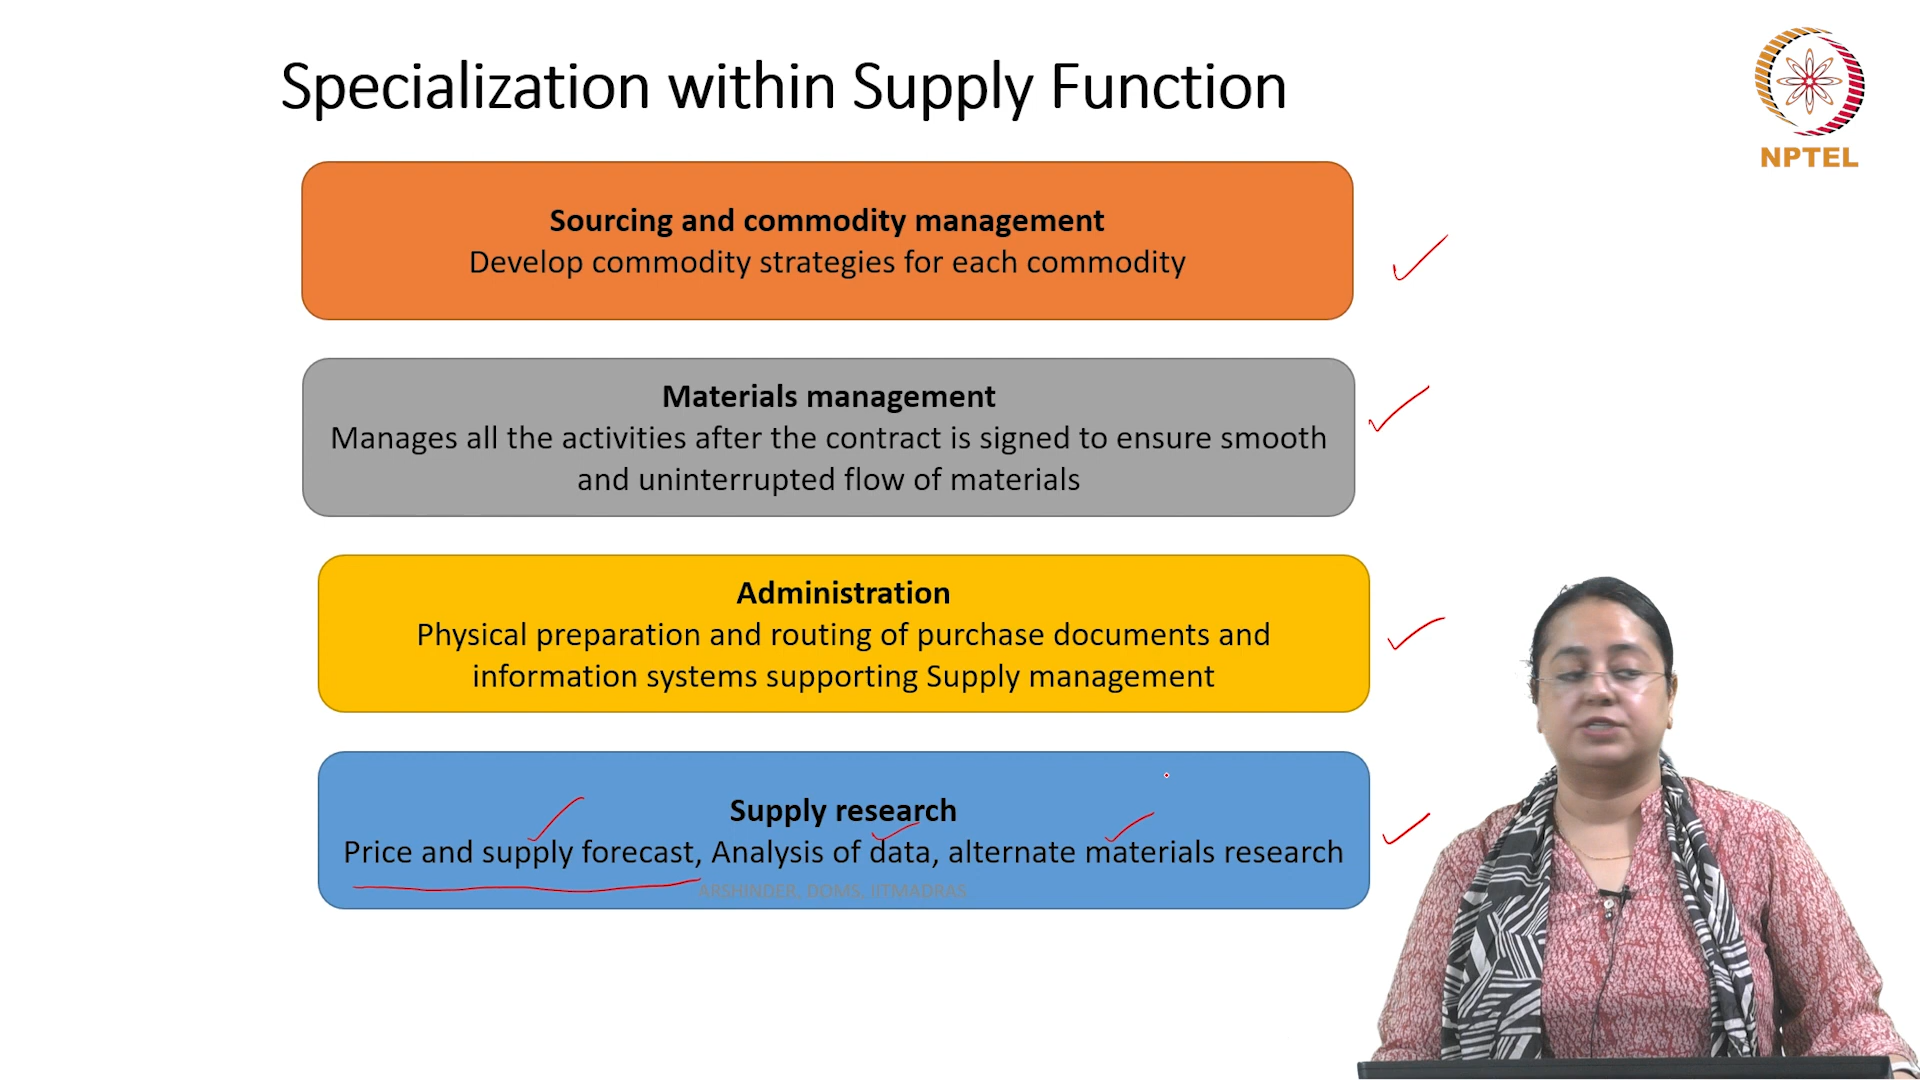 Specialization within Supply Function
NPTEL
Sourcing and commodity management
Develop commodity strategies for each commodity
Materials management
Manages all the activities after the contract is signed to ensure smooth
and uninterrupted flow of materials
Administration
Physical preparation and routing of purchase documents and
information systems supporting Supply management
Supply research
Price and supply forecast, Analysis of data, alternate materials research
ARSHINDER, DOMS, IITMADRAS